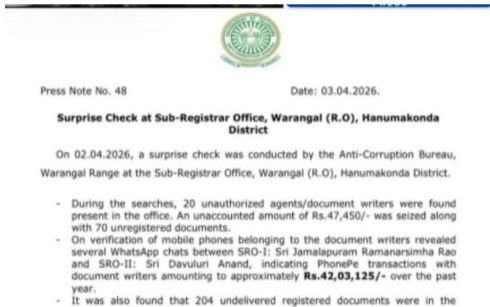 Press Note No. 48 Date: 03.04.2026.
Surprise Check at Sub-Registrar Office, Warangal (R.O), Hanumakonda
District
On 02.04.2026, a surprise check was conducted by the Anti-Corruption Bureau,
Warangal Range at the Sub-Registrar Office, Warangal (R.O), Hanumakonda District.
- During the searches, 20 unauthorized agents/document writers were found
present in the office. An unaccounted amount of Rs.47,450/- was seized along
with 70 unregistered documents.
- On verification of mobile phones belonging to the document writers revealed
several WhatsApp chats between SRO-I: Sri Jamalapuram Ramanarsimha Rao
and SRO-II: Sri Davuluri Anand, indicating PhonePe transactions with
document writers amounting to approximately Rs.42,03,125/- over the past
year.
- It was also found that 204 undelivered registered documents were in the